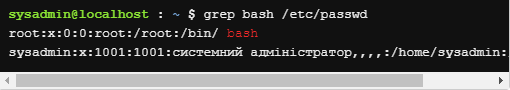 sysadmin@localhost : ~ $ grep bash /etc/passwd
root:x:0:0:root:/root:/bin/ bash
sysadmin:x:1001:1001:системний адміністратор,,,,:/home/sysadmin: